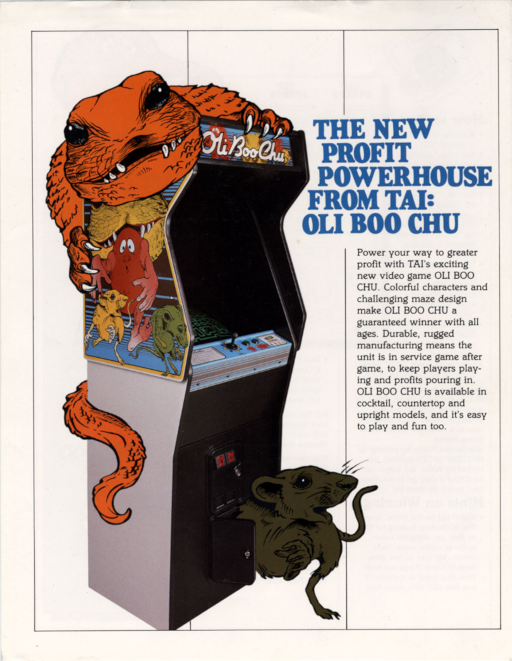 Oli Boo Chu
THE NEW
PROFIT
POWERHOUSE
FROM TAI:
OLI BOO CHU
Power your way to greater
profit with TAI's exciting
new video game OLI BOO
CHU. Colorful characters and
challenging maze design
make OLI BOO CHU a
guaranteed winner with all
ages. Durable, rugged
manufacturing means the
unit is in service game after
game, to keep players play-
ing and profits pouring in.
OLI BOO CHU is available in
cocktail, countertop and
upright models, and it's easy
to play and fun too.